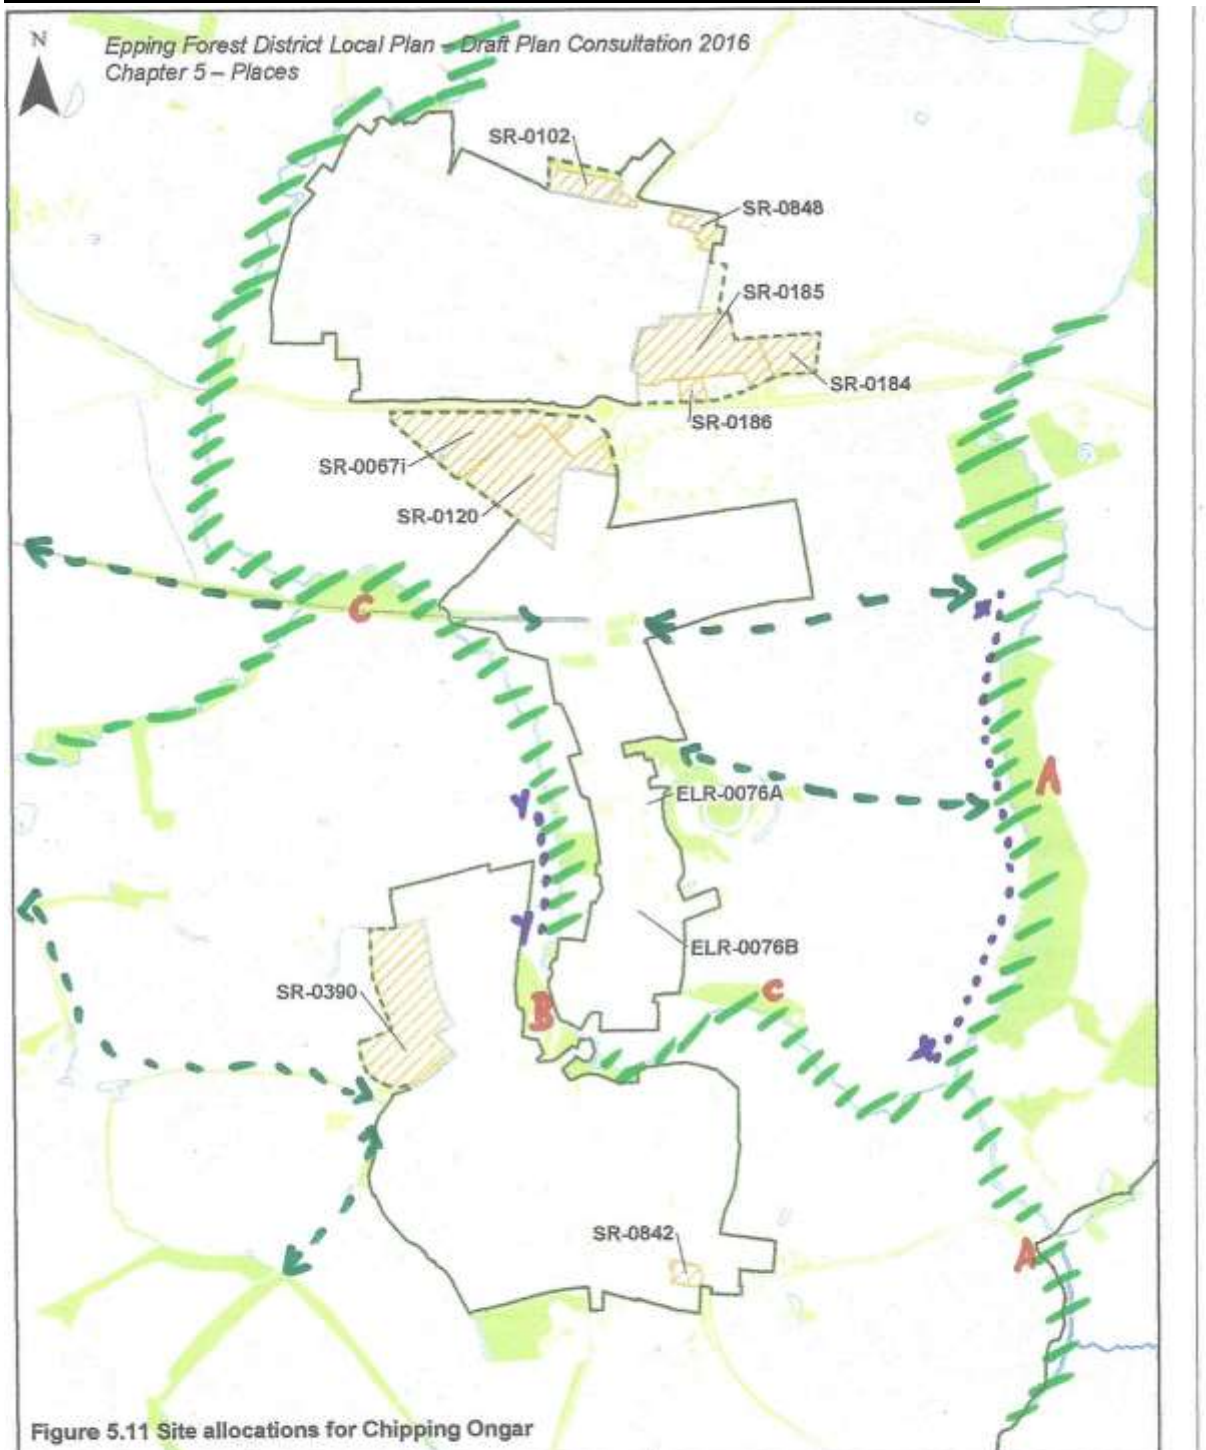 N
Epping Forest District Local Plan – Draft Plan Consultation 2016
Chapter 5 – Places
SR-0102
SR-0848
SR-0185
SR-0184
SR-0186
SR-0067i
SR-0120
C
A
ELR-0076A
ELR-0076B
SR-0390
C
B
SR-0842
A
Figure 5.11 Site allocations for Chipping Ongar